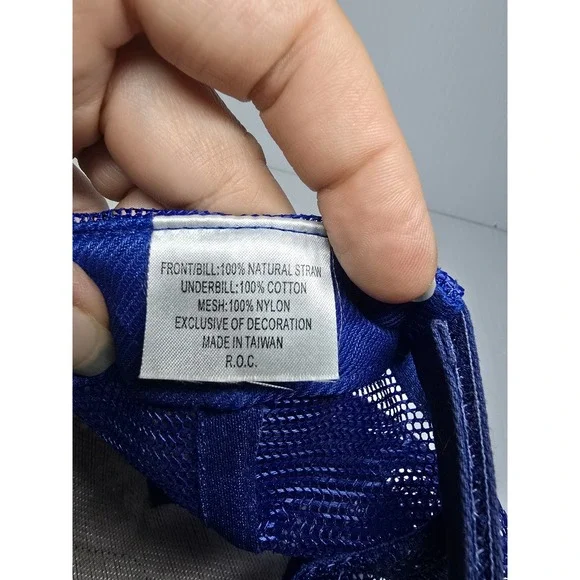 FRONT/BILL:100% NATURAL STRAW
UNDERBILL:100% COTTON
MESH:100% NYLON
EXCLUSIVE OF DECORATION
MADE IN TAIWAN
R.O.C.